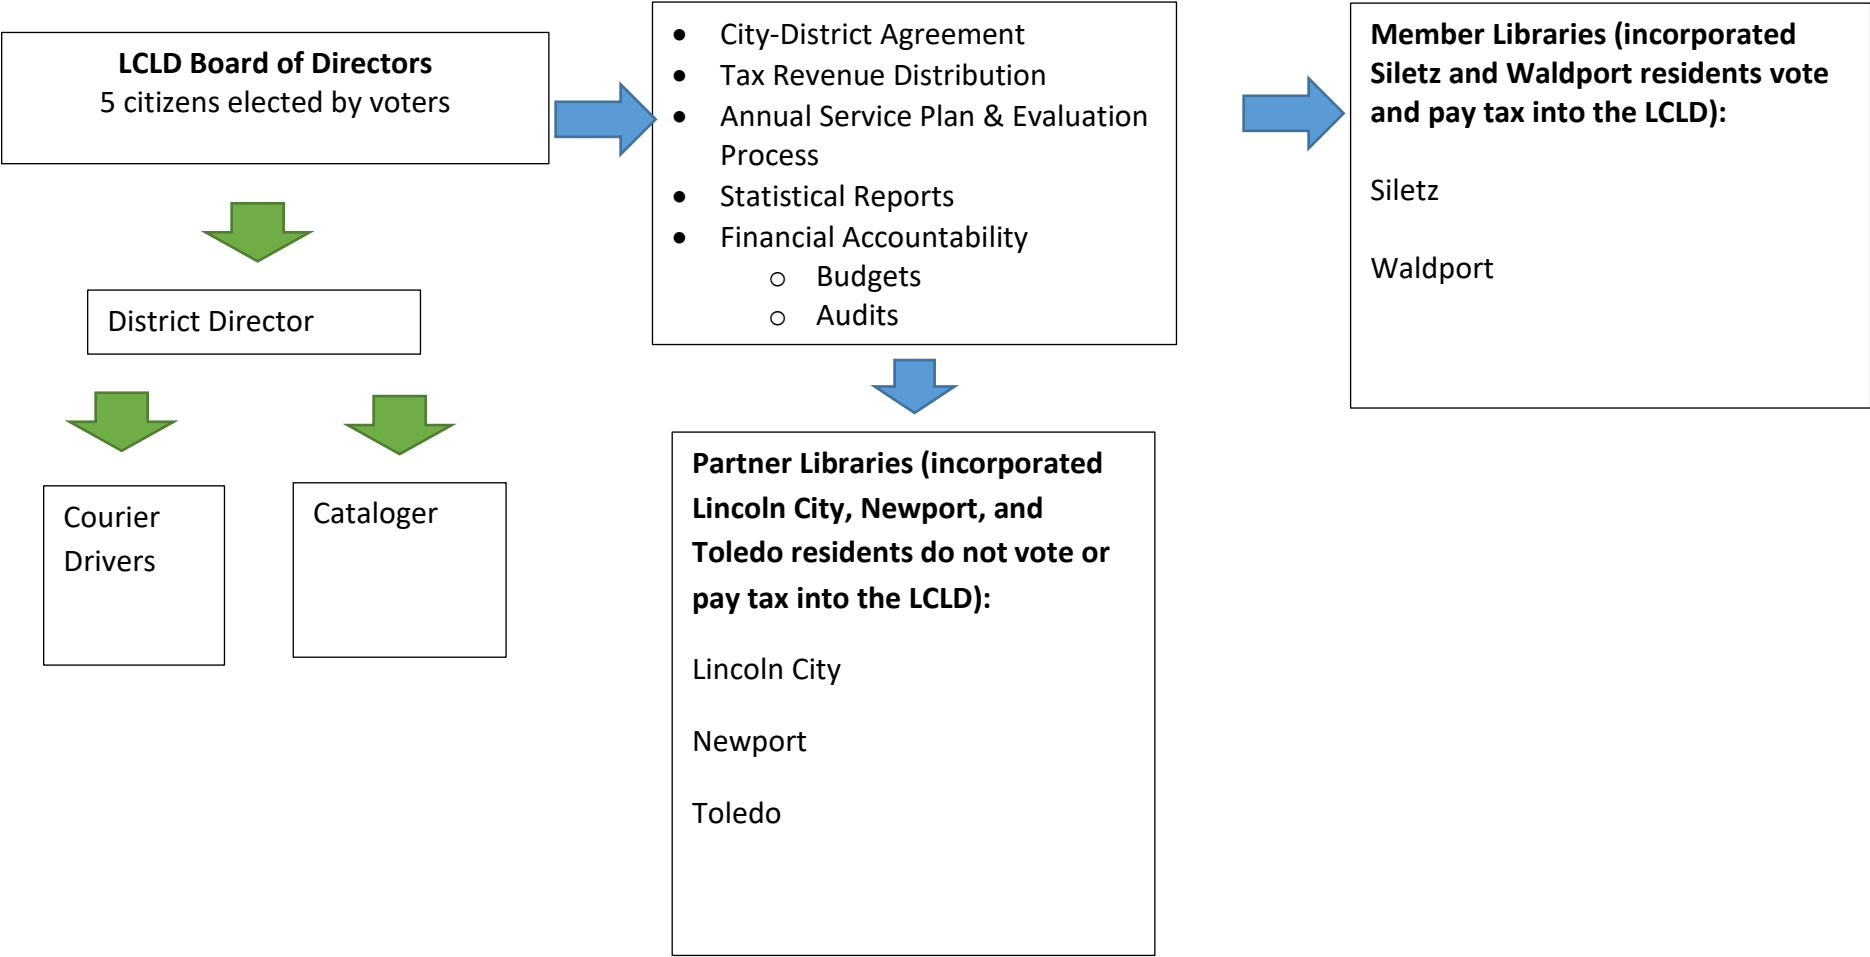 LCLD Board of Directors
5 citizens elected by voters
District Director
Courier
Drivers
Cataloger
• City-District Agreement
• Tax Revenue Distribution
• Annual Service Plan & Evaluation
Process
• Statistical Reports
• Financial Accountability
o Budgets
o Audits
Partner Libraries (incorporated
Lincoln City, Newport, and
Toledo residents do not vote or
pay tax into the LCLD):
Lincoln City
Newport
Toledo
Member Libraries (incorporated
Siletz and Waldport residents vote
and pay tax into the LCLD):
Siletz
Waldport